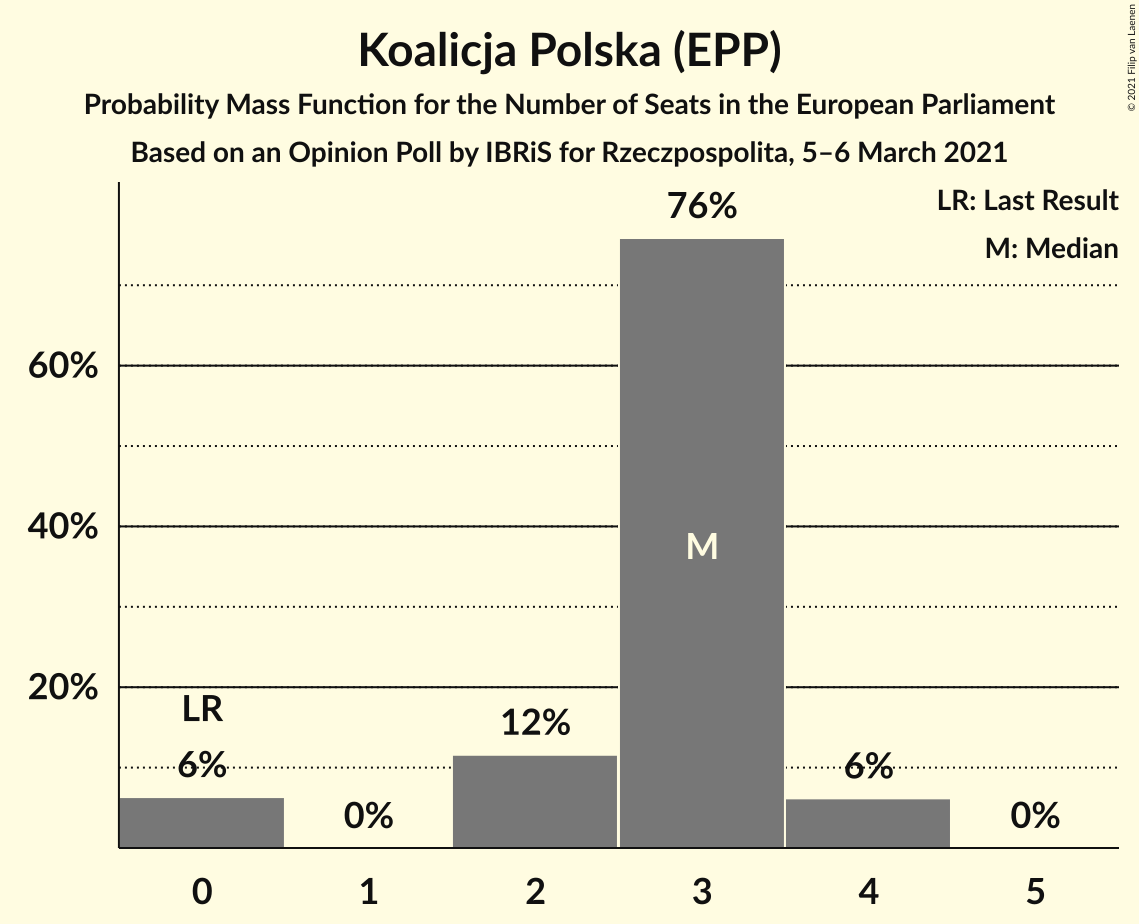 Koalicja Polska (EPP)
Probability Mass Function for the Number of Seats in the European Parliament
Based on an Opinion Poll by IBRiS for Rzeczpospolita, 5–6 March 2021
© 2021 Filip van Laenen
LR: Last Result
M: Median
76%
60%
40%
M
20%
LR
12%
6%
6%
0%
0%
0 1 2 3 4 5